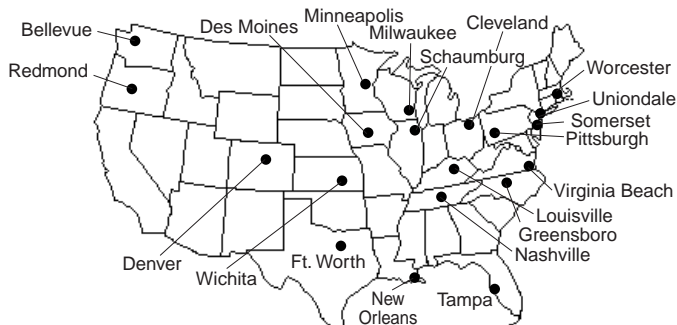 Bellevue
Redmond
Des Moines
Minneapolis
Milwaukee
Schaumburg
Cleveland
Worcester
Uniondale
Somerset
Pittsburgh
Virginia Beach
Louisville
Greensboro
Nashville
Denver
Wichita
Ft. Worth
New
Orleans
Tampa